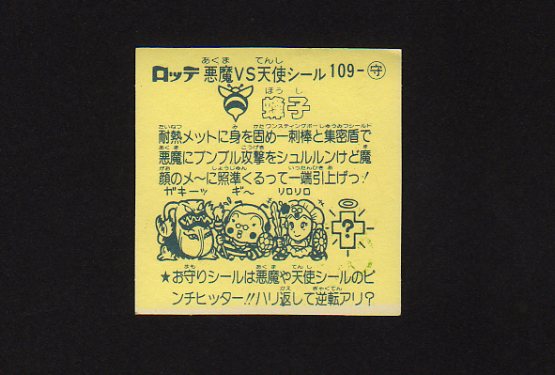 ロッテ 悪魔VS天使シール 109-守
蜂子
耐熱メットに身を固め一刺棒と集密盾で
悪魔にブンブル攻撃をシュルルンけど魔
顔のメ〜に照準くるって一端引上げっ!
ガキーッ ギ〜 リロリロ
?
★お守りシールは悪魔や天使シールのピ
ンチヒッター!!ハリ返して逆転アリ?